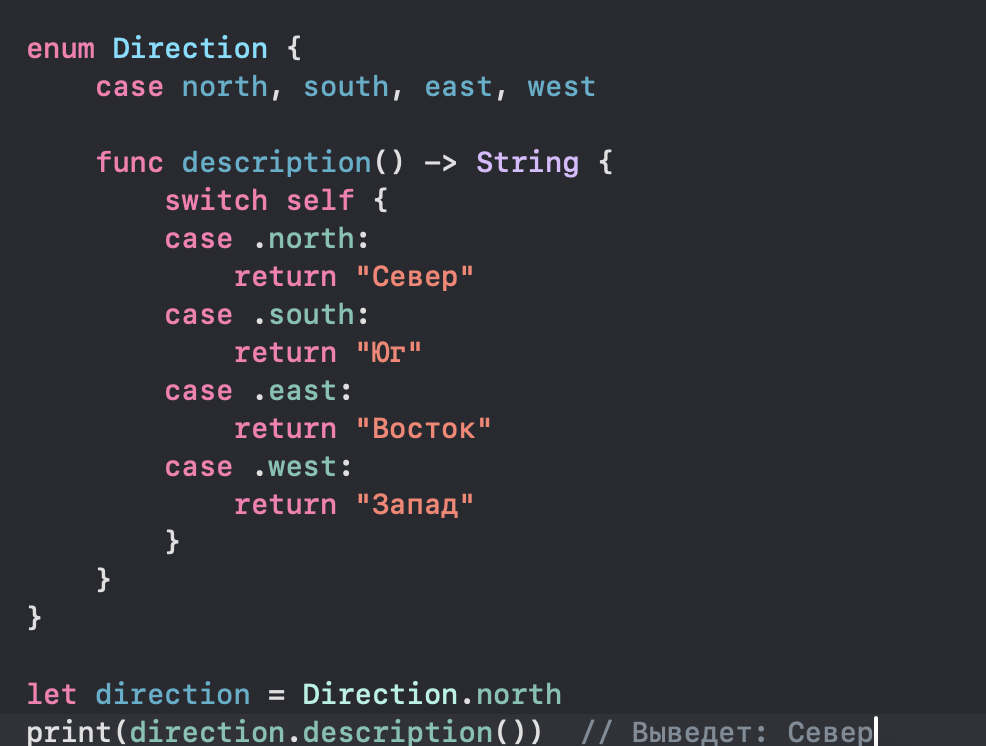 enum Direction {
    case north, south, east, west

    func description() -> String {
        switch self {
        case .north:
            return "Север"
        case .south:
            return "Юг"
        case .east:
            return "Восток"
        case .west:
            return "Запад"
        }
    }
}

let direction = Direction.north
print(direction.description())  // Выведет: Север